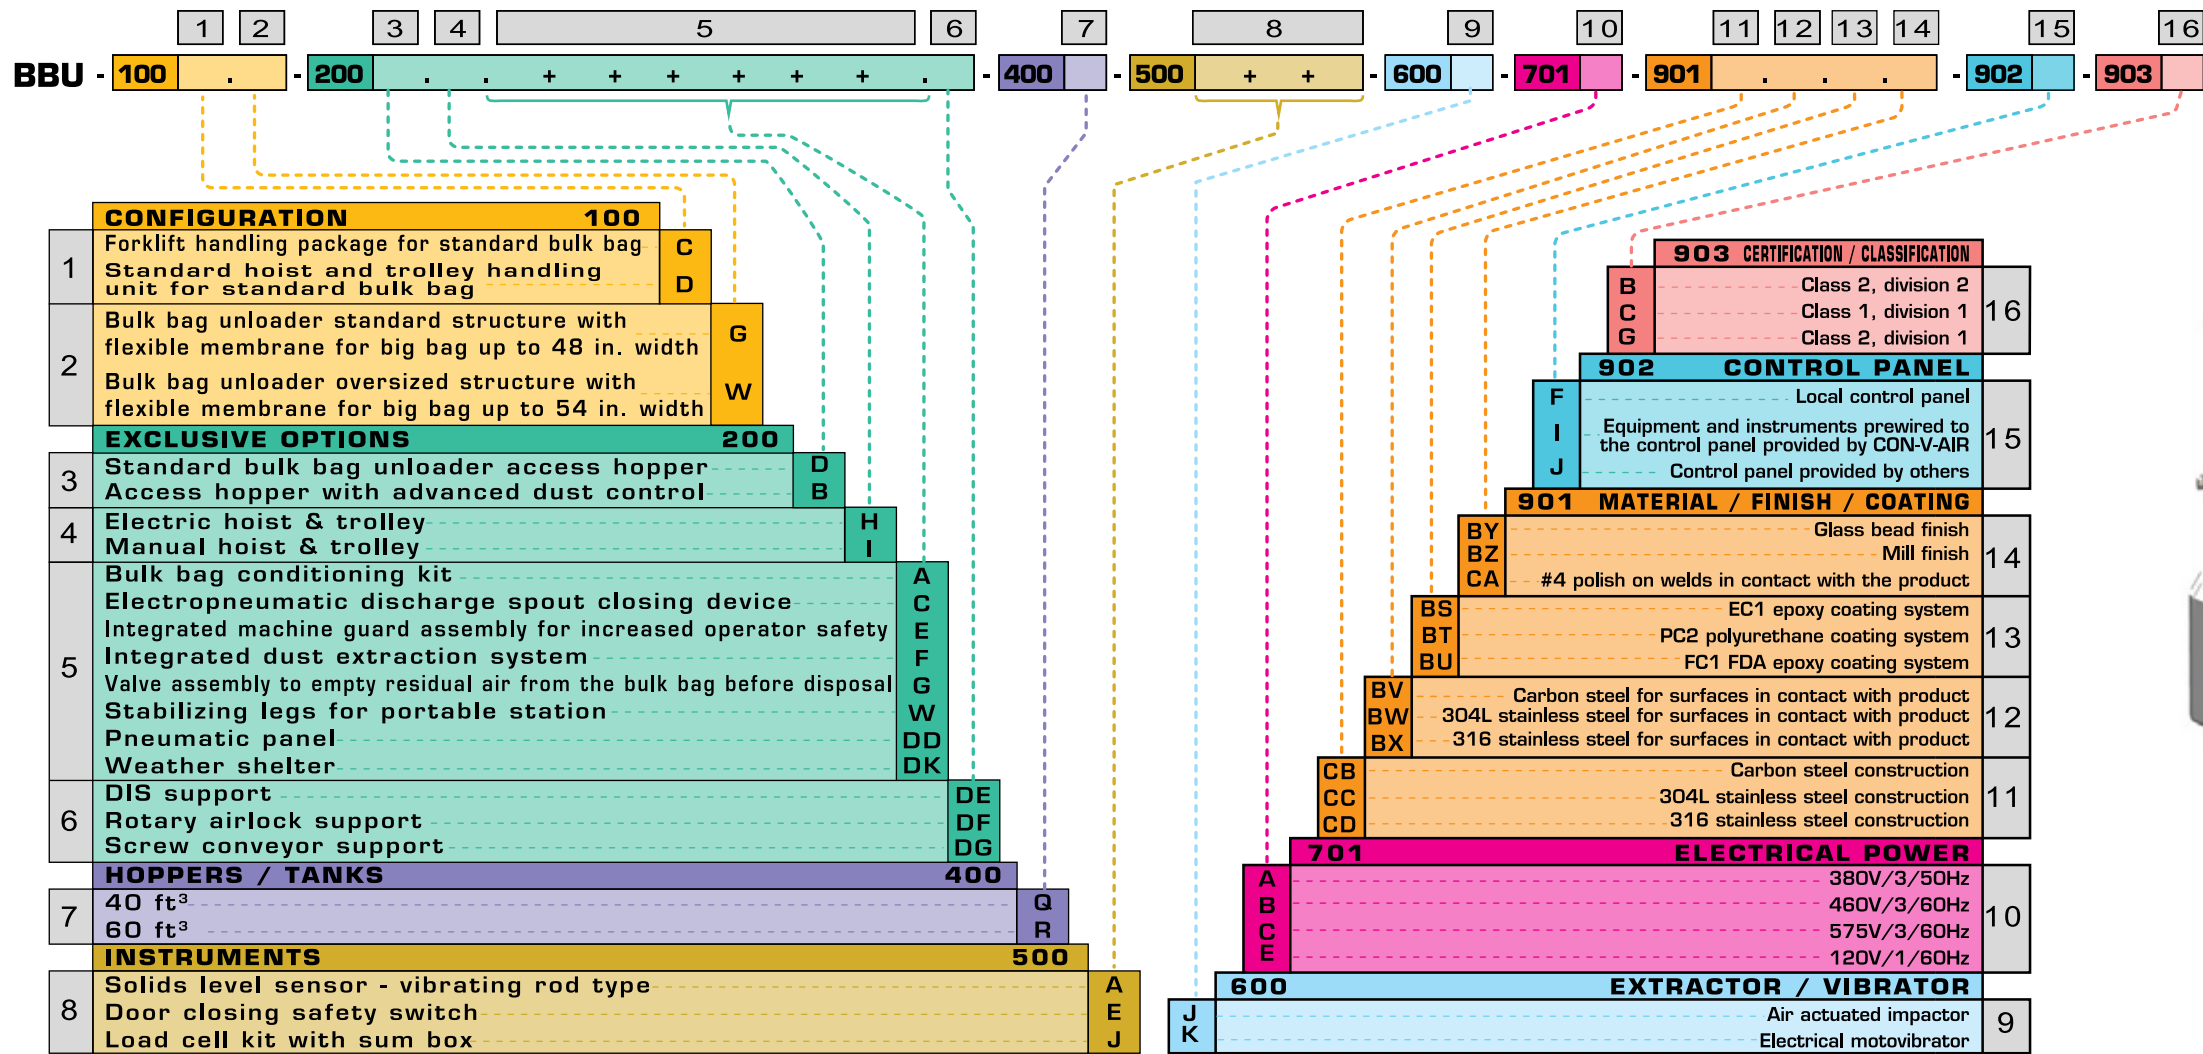 1 2 3 4 5 6 7 8 9 10 11 12 13 14 15 16
BBU - 100 . - 200 . . + + + + + + . - 400 - 500 + + - 600 - 701 - 901 . . . - 902 - 903
CONFIGURATION 100
1
Forklift handling package for standard bulk bag C
Standard hoist and trolley handling
unit for standard bulk bag D
2
Bulk bag unloader standard structure with
flexible membrane for big bag up to 48 in. width G
Bulk bag unloader oversized structure with
flexible membrane for big bag up to 54 in. width W
EXCLUSIVE OPTIONS 200
3
Standard bulk bag unloader access hopper D
Access hopper with advanced dust control B
4
Electric hoist & trolley H
Manual hoist & trolley I
5
Bulk bag conditioning kit A
Electropneumatic discharge spout closing device C
Integrated machine guard assembly for increased operator safety E
Integrated dust extraction system F
Valve assembly to empty residual air from the bulk bag before disposal G
Stabilizing legs for portable station W
Pneumatic panel DD
Weather shelter DK
6
DIS support DE
Rotary airlock support DF
Screw conveyor support DG
HOPPERS / TANKS 400
7
40 ft³ Q
60 ft³ R
INSTRUMENTS 500
8
Solids level sensor - vibrating rod type A
Door closing safety switch E
Load cell kit with sum box J
903 CERTIFICATION / CLASSIFICATION
B Class 2, division 2
C Class 1, division 1
G Class 2, division 1
16
902 CONTROL PANEL
F Local control panel
I Equipment and instruments prewired to
the control panel provided by CON-V-AIR
J Control panel provided by others
15
901 MATERIAL / FINISH / COATING
BY Glass bead finish
BZ Mill finish
CA #4 polish on welds in contact with the product
14
BS EC1 epoxy coating system
BT PC2 polyurethane coating system
BU FC1 FDA epoxy coating system
13
BV Carbon steel for surfaces in contact with product
BW 304L stainless steel for surfaces in contact with product
BX 316 stainless steel for surfaces in contact with product
12
CB Carbon steel construction
CC 304L stainless steel construction
CD 316 stainless steel construction
11
701 ELECTRICAL POWER
A 380V/3/50Hz
B 460V/3/60Hz
C 575V/3/60Hz
E 120V/1/60Hz
10
600 EXTRACTOR / VIBRATOR
J Air actuated impactor
K Electrical motovibrator
9